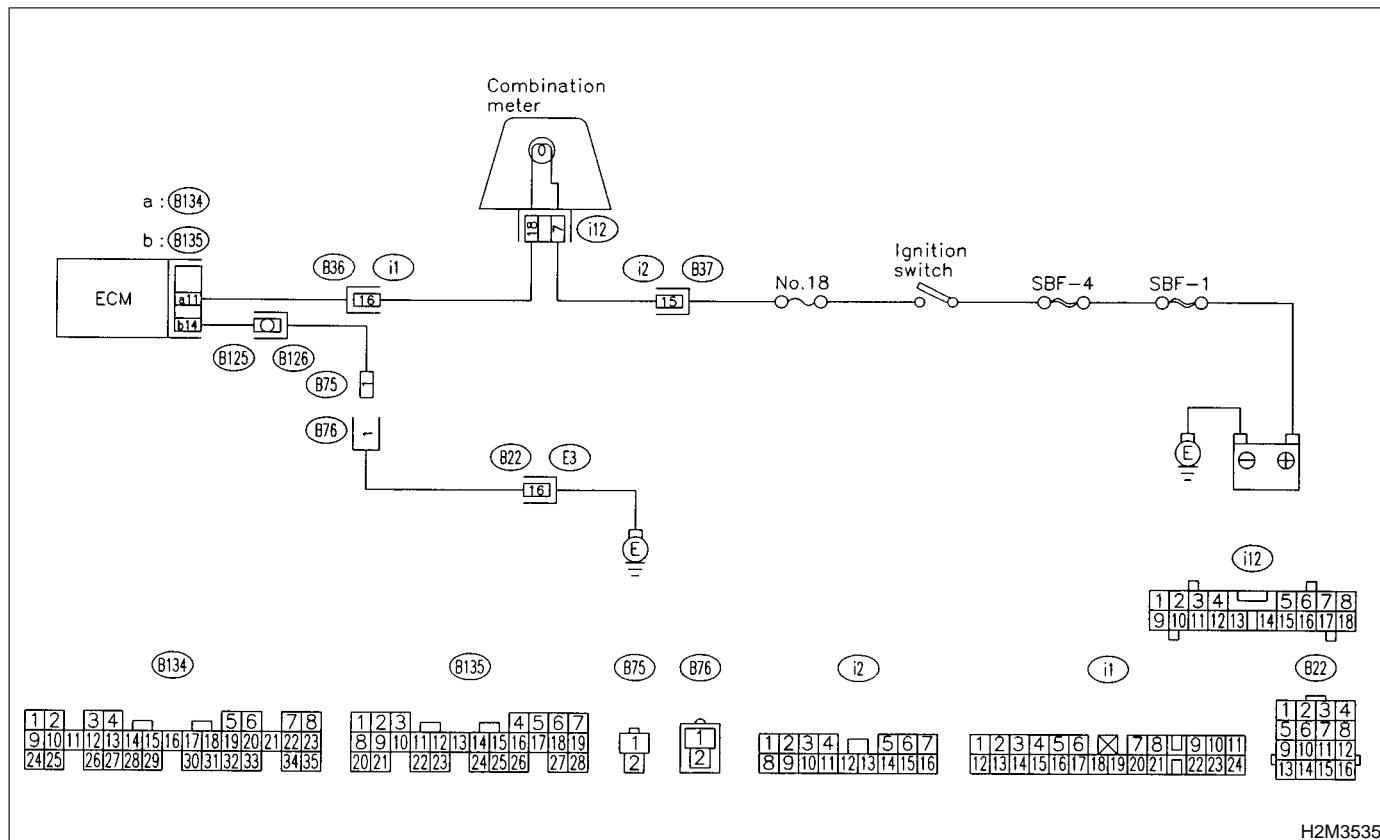 Combination
meter
a : B134
b : B135
18 7
i12
B36 i1
i2 B37
Ignition
switch
No.18
SBF-4 SBF-1
ECM
a11
16
15
b14
B125 B126
B75
1
B76
1
B22 E3
16
E
E
⊖ ⊕
i12
1 2 3 4 5 6 7 8
9 10 11 12 13 14 15 16 17 18
B134
1 2 3 4 5 6 7 8
9 10 11 12 13 14 15 16 17 18 19 20 21 22 23
24 25 26 27 28 29 30 31 32 33 34 35
B135
1 2 3 4 5 6 7
8 9 10 11 12 13 14 15 16 17 18 19
20 21 22 23 24 25 26 27 28
B75
1
2
B76
1
2
i2
1 2 3 4 5 6 7
8 9 10 11 12 13 14 15 16
i1
1 2 3 4 5 6 7 8 9 10 11
12 13 14 15 16 17 18 19 20 21 22 23 24
B22
1 2 3 4
5 6 7 8
9 10 11 12
13 14 15 16
H2M3535